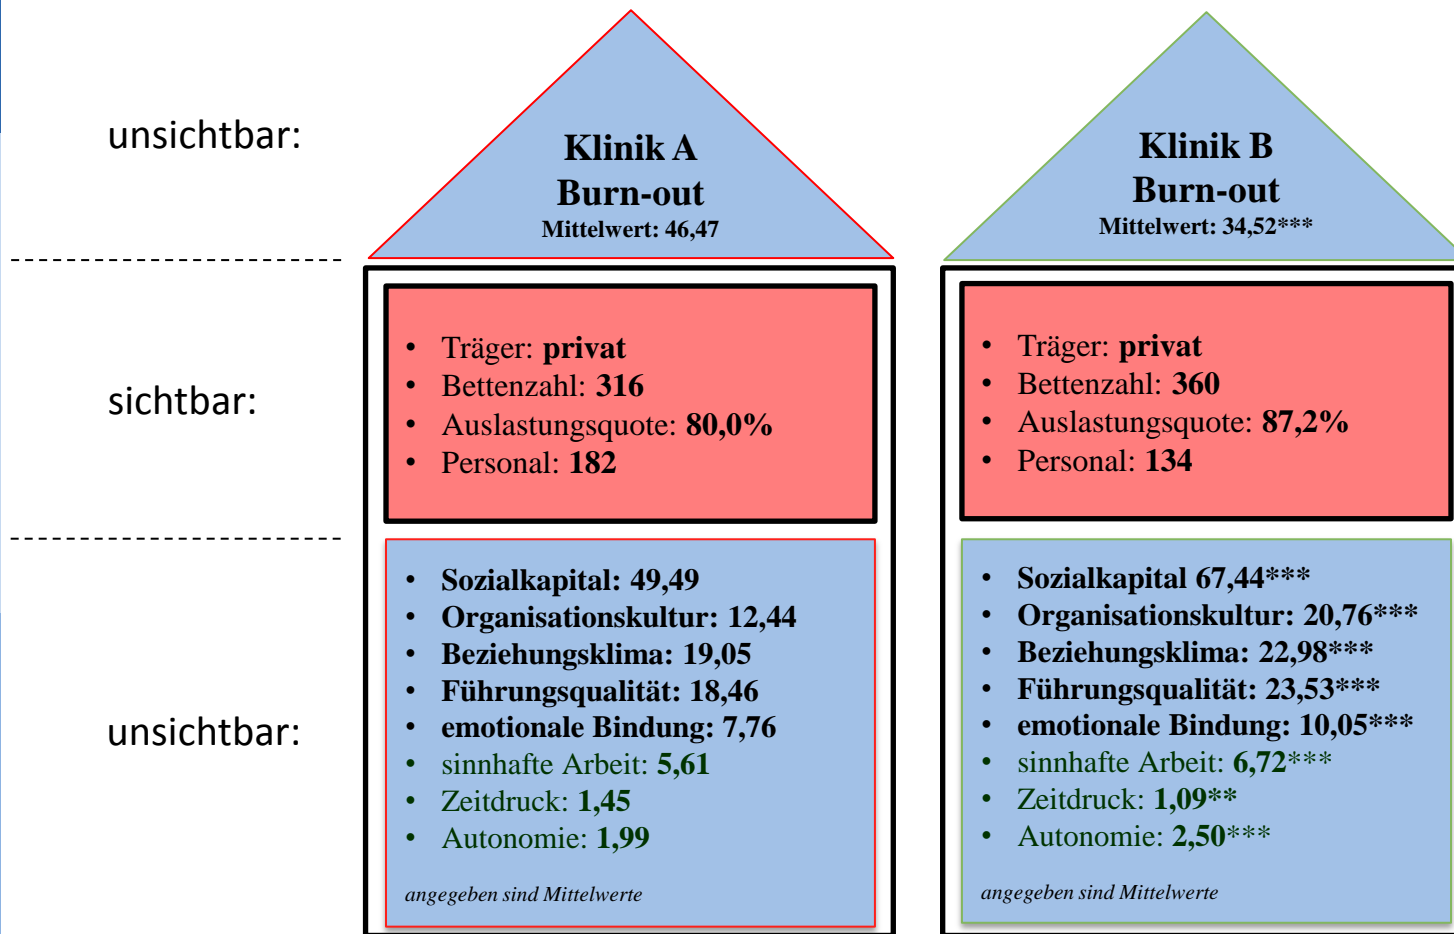 unsichtbar:
Klinik A
Burn-out
Mittelwert: 46,47
Klinik B
Burn-out
Mittelwert: 34,52***
sichtbar:
• Träger: privat
• Bettenzahl: 316
• Auslastungsquote: 80,0%
• Personal: 182
• Träger: privat
• Bettenzahl: 360
• Auslastungsquote: 87,2%
• Personal: 134
unsichtbar:
• Sozialkapital: 49,49
• Organisationskultur: 12,44
• Beziehungsklima: 19,05
• Führungsqualität: 18,46
• emotionale Bindung: 7,76
• sinnhafte Arbeit: 5,61
• Zeitdruck: 1,45
• Autonomie: 1,99
angegeben sind Mittelwerte
• Sozialkapital 67,44***
• Organisationskultur: 20,76***
• Beziehungsklima: 22,98***
• Führungsqualität: 23,53***
• emotionale Bindung: 10,05***
• sinnhafte Arbeit: 6,72***
• Zeitdruck: 1,09**
• Autonomie: 2,50***
angegeben sind Mittelwerte